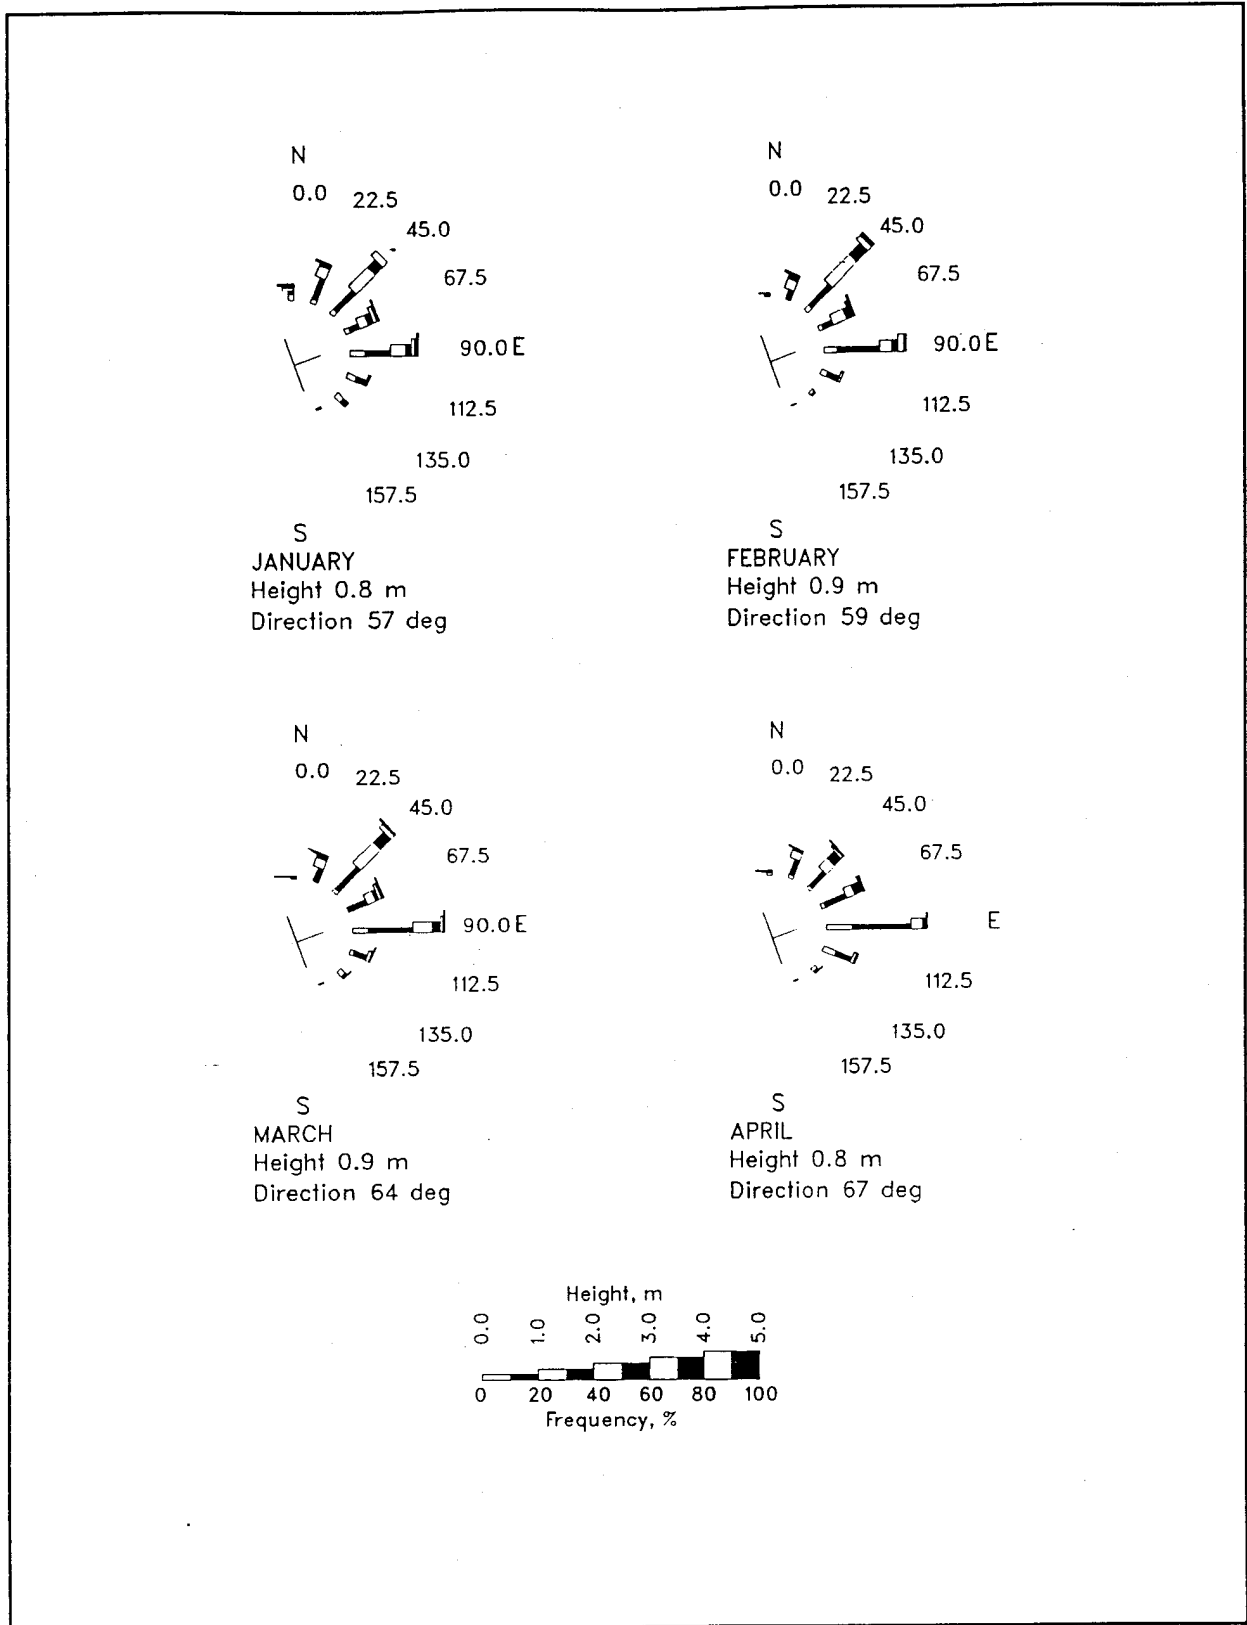 N
0.0 22.5
45.0
67.5
90.0 E
112.5
135.0
157.5
S
JANUARY
Height 0.8 m
Direction 57 deg
N
0.0 22.5
45.0
67.5
90.0 E
112.5
135.0
157.5
S
FEBRUARY
Height 0.9 m
Direction 59 deg
N
0.0 22.5
45.0
67.5
90.0 E
112.5
135.0
157.5
S
MARCH
Height 0.9 m
Direction 64 deg
N
0.0 22.5
45.0
67.5
E
112.5
135.0
157.5
S
APRIL
Height 0.8 m
Direction 67 deg
Height, m
0.0 1.0 2.0 3.0 4.0 5.0
0 20 40 60 80 100
Frequency, %